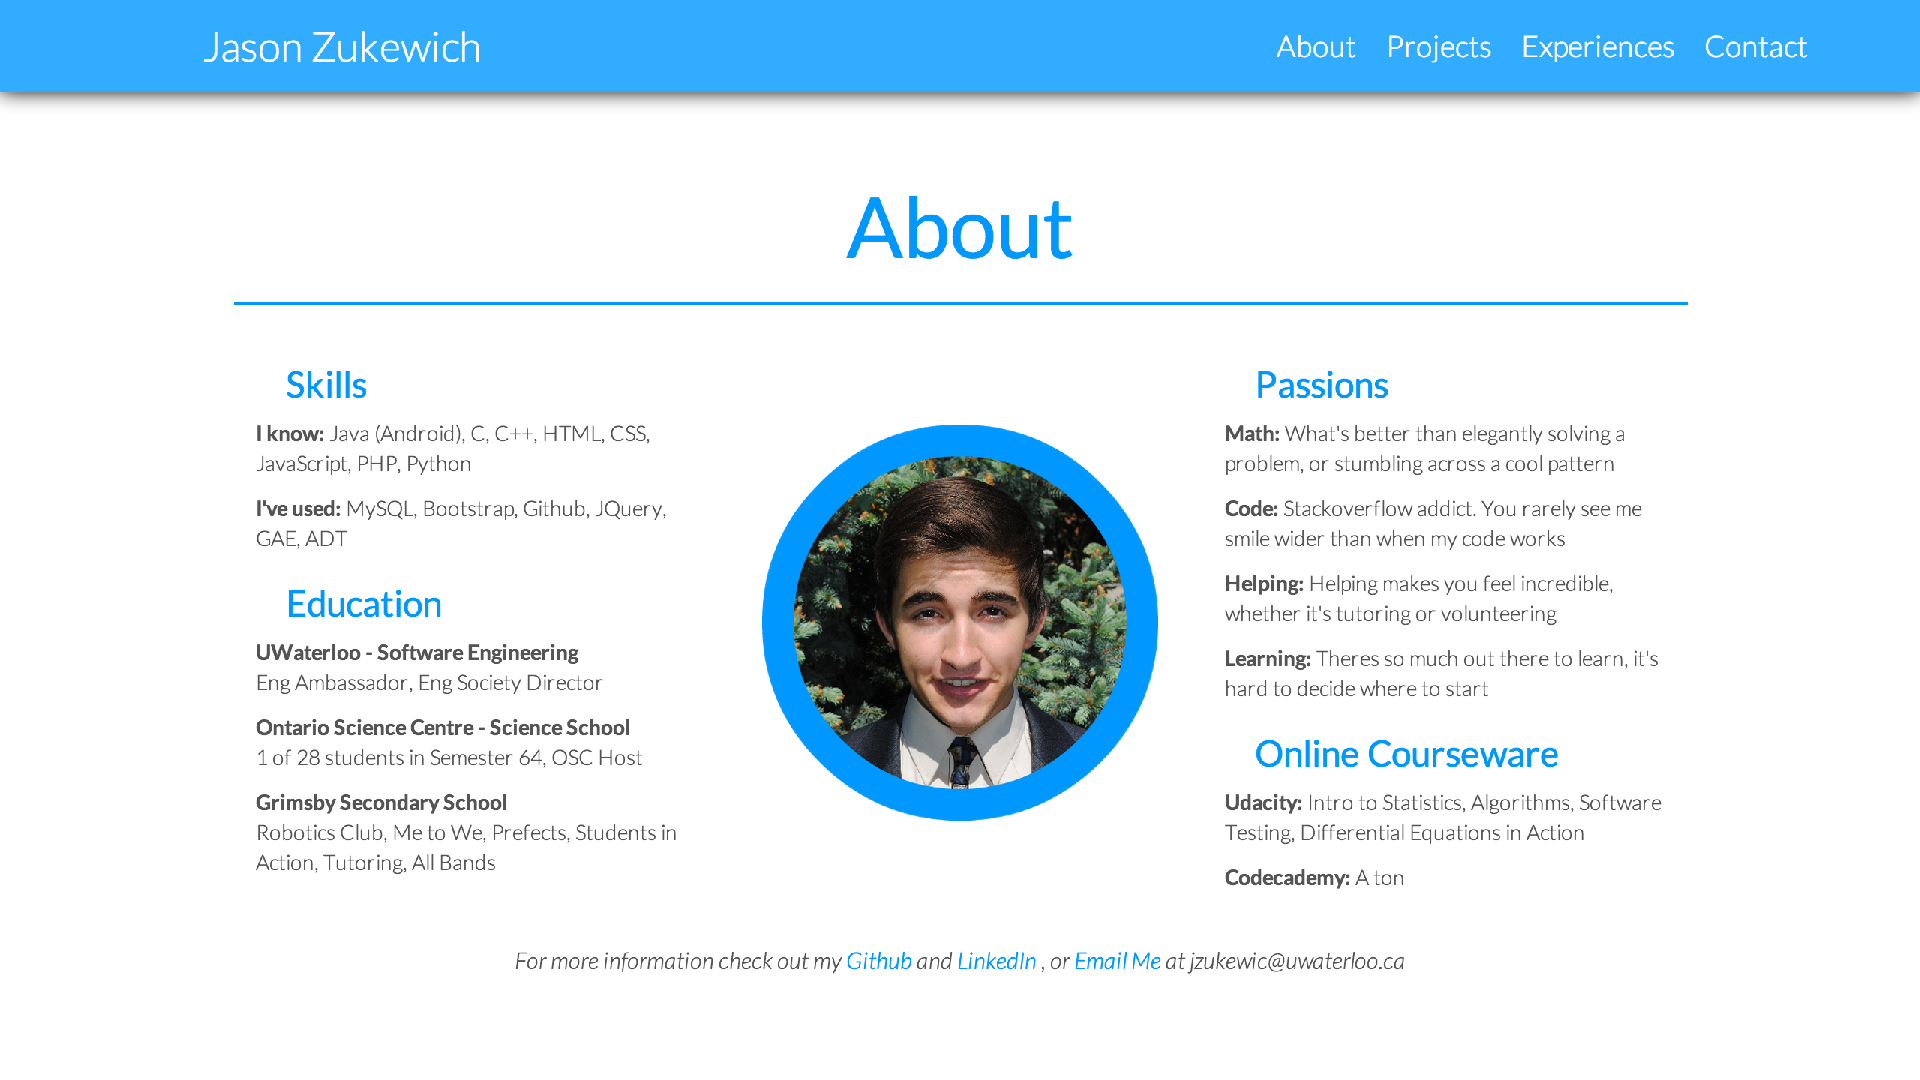 Jason Zukewich
About Projects Experiences Contact
About
Skills
I know: Java (Android), C, C++, HTML, CSS,
JavaScript, PHP, Python
I've used: MySQL, Bootstrap, Github, JQuery,
GAE, ADT
Education
UWaterloo - Software Engineering
Eng Ambassador, Eng Society Director
Ontario Science Centre - Science School
1 of 28 students in Semester 64, OSC Host
Grimsby Secondary School
Robotics Club, Me to We, Prefects, Students in
Action, Tutoring, All Bands
Passions
Math: What's better than elegantly solving a
problem, or stumbling across a cool pattern
Code: Stackoverflow addict. You rarely see me
smile wider than when my code works
Helping: Helping makes you feel incredible,
whether it's tutoring or volunteering
Learning: Theres so much out there to learn, it's
hard to decide where to start
Online Courseware
Udacity: Intro to Statistics, Algorithms, Software
Testing, Differential Equations in Action
Codecademy: A ton
For more information check out my Github and LinkedIn , or Email Me at jzukewic@uwaterloo.ca